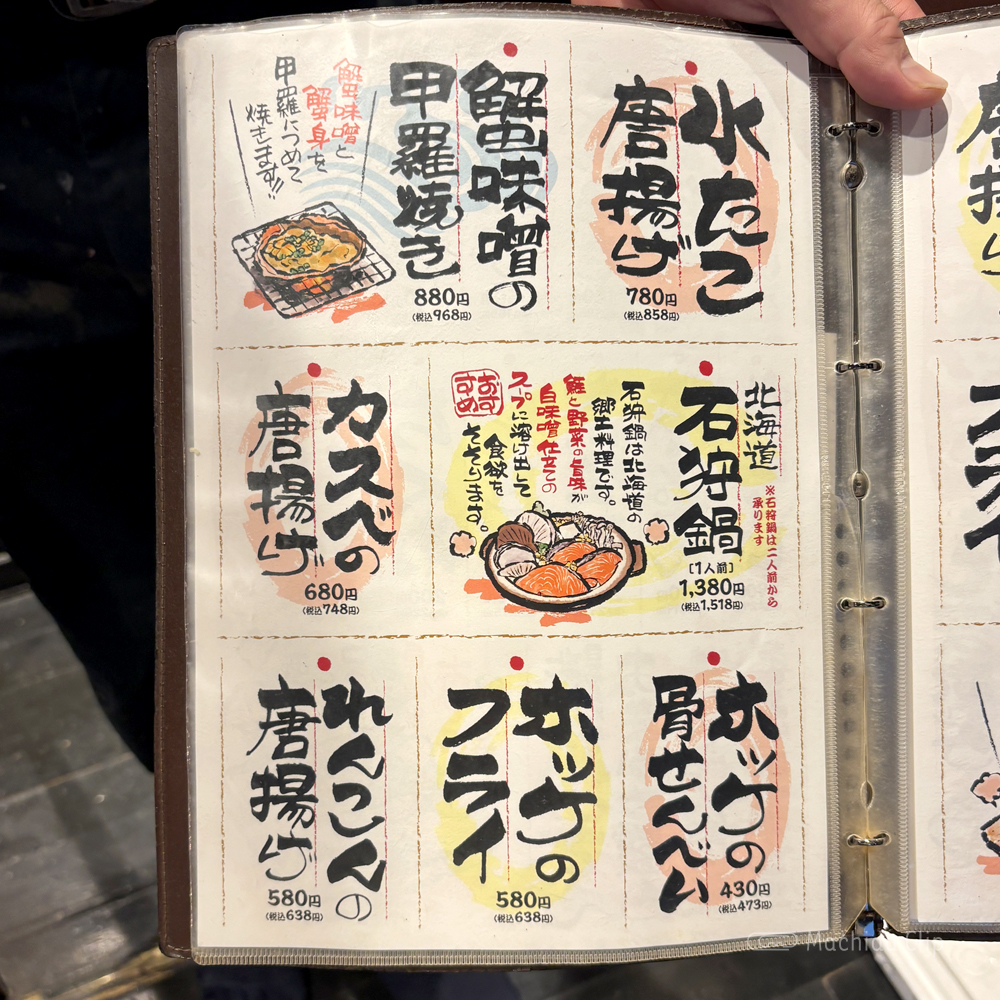 水たこ
唐揚げ
780円
(税込858円)
蟹味噌の
甲羅焼き
880円
(税込968円)
蟹味噌と
蟹身を
甲羅につめて
焼きます!!
北海道
石狩鍋
※石狩鍋は二人前から
承ります
[1人前]
1,380円
(税込1,518円)
石狩鍋は北海道の
郷土料理です。
鮭と野菜の旨味が
白味噌仕立ての
スープに溶け出して
食欲を
そそります。
おすすめ
カスベの
唐揚げ
680円
(税込748円)
ホッケの
骨せんべい
430円
(税込473円)
ホッケの
フライ
580円
(税込638円)
れんこんの
唐揚げ
580円
(税込638円)